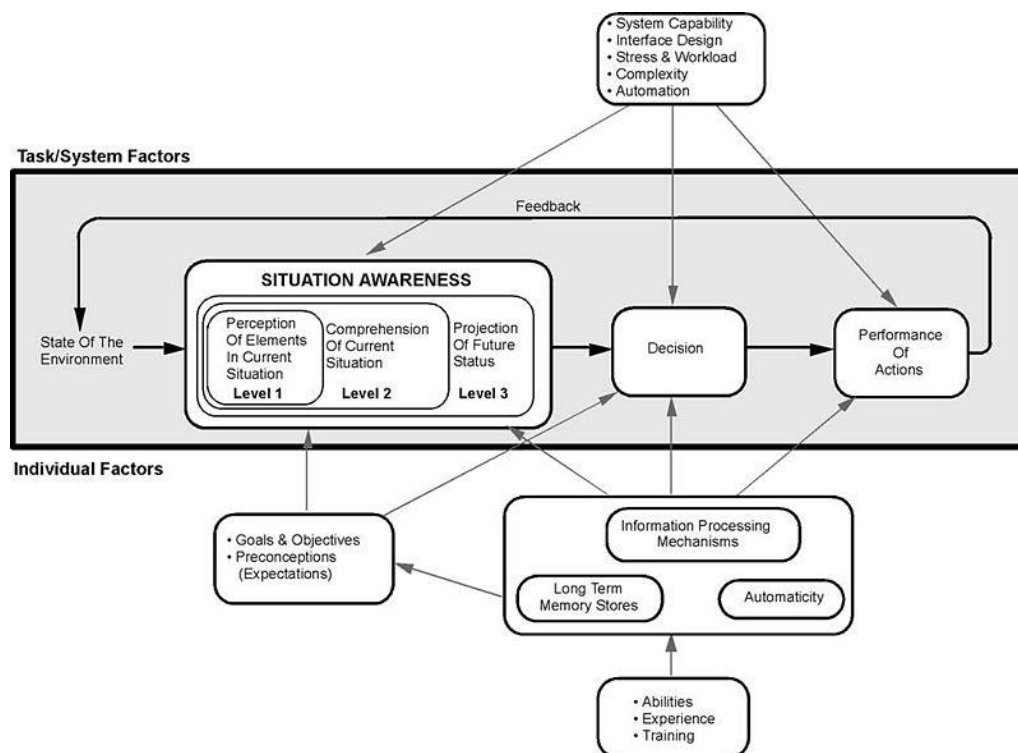 • System Capability
• Interface Design
• Stress & Workload
• Complexity
• Automation
Task/System Factors
Feedback
SITUATION AWARENESS
Perception
Of Elements
In Current
Situation
Level 1
Comprehension
Of Current
Situation
Level 2
Projection
Of Future
Status
Level 3
State Of The
Environment
Decision
Performance
Of
Actions
Individual Factors
• Goals & Objectives
• Preconceptions
(Expectations)
Information Processing
Mechanisms
Long Term
Memory Stores
Automaticity
• Abilities
• Experience
• Training